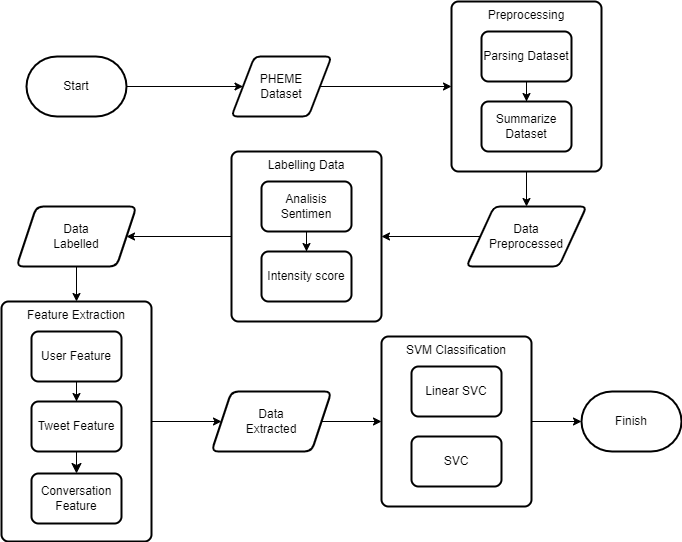 Start
PHEME
Dataset
Preprocessing
Parsing Dataset
Summarize
Dataset
Data
Preprocessed
Labelling Data
Analisis
Sentimen
Intensity score
Data
Labelled
Feature Extraction
User Feature
Tweet Feature
Conversation
Feature
Data
Extracted
SVM Classification
Linear SVC
SVC
Finish